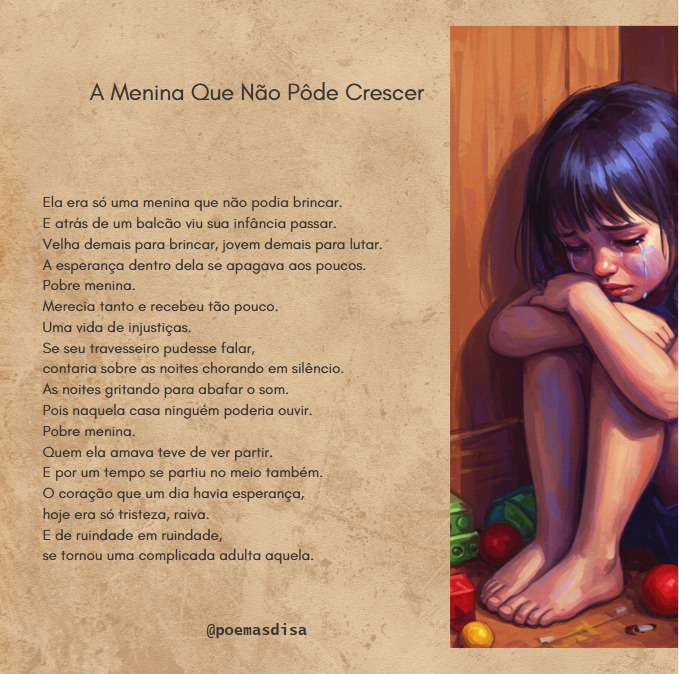 A Menina Que Não Pôde Crescer
Ela era só uma menina que não podia brincar.
E atrás de um balcão viu sua infância passar.
Velha demais para brincar, jovem demais para lutar.
A esperança dentro dela se apagava aos poucos.
Pobre menina.
Merecia tanto e recebeu tão pouco.
Uma vida de injustiças.
Se seu travesseiro pudesse falar,
contaria sobre as noites chorando em silêncio.
As noites gritando para abafar o som.
Pois naquela casa ninguém poderia ouvir.
Pobre menina.
Quem ela amava teve de ver partir.
E por um tempo se partiu no meio também.
O coração que um dia havia esperança,
hoje era só tristeza, raiva.
E de ruindade em ruindade,
se tornou uma complicada adulta aquela.
@poemasdisa